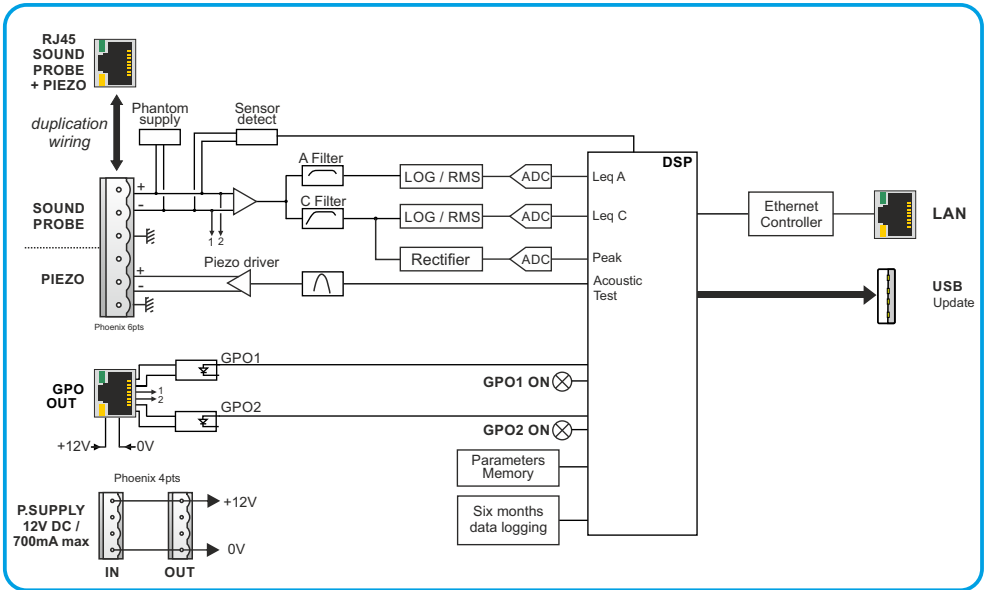 RJ45
SOUND
PROBE
+ PIEZO
duplication
wiring
Phantom
supply
Sensor
detect
+
-
SOUND
PROBE
1 2
A Filter
C Filter
LOG / RMS
ADC
Leq A
LOG / RMS
ADC
Leq C
Rectifier
ADC
Peak
DSP
Ethernet
Controller
LAN
PIEZO
+
-
Piezo driver
Acoustic
Test
Phoenix 6pts
USB
Update
GPO
OUT
GPO1
1
2
GPO2
+12V
0V
GPO1 ON
GPO2 ON
Parameters
Memory
Six months
data logging
Phoenix 4pts
P.SUPPLY
12V DC /
700mA max
+12V
0V
IN
OUT